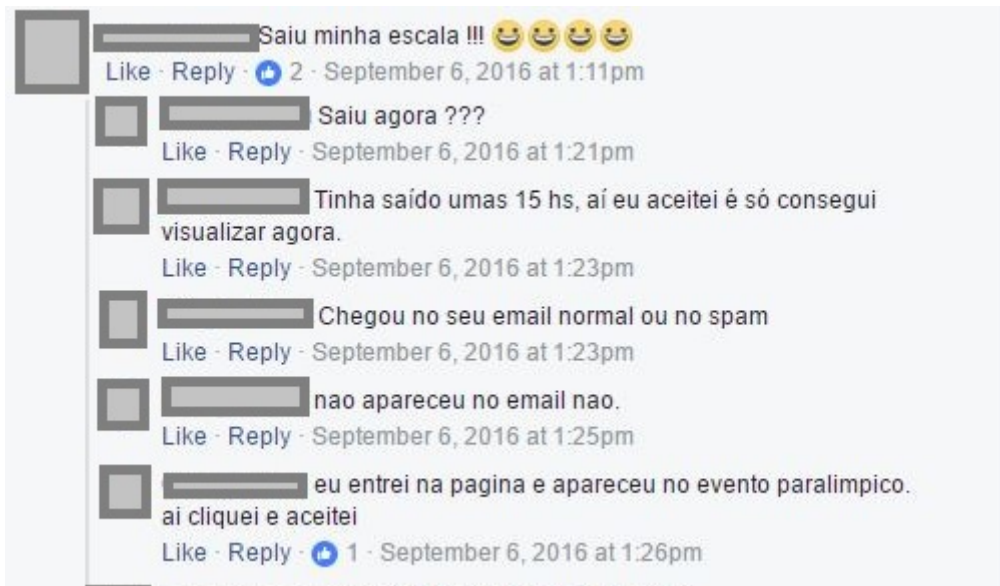 Saiu minha escala !!!
Like · Reply · 2 · September 6, 2016 at 1:11pm
Saiu agora ???
Like · Reply · September 6, 2016 at 1:21pm
Tinha saído umas 15 hs, aí eu aceitei é só consegui
visualizar agora.
Like · Reply · September 6, 2016 at 1:23pm
Chegou no seu email normal ou no spam
Like · Reply · September 6, 2016 at 1:23pm
nao apareceu no email nao.
Like · Reply · September 6, 2016 at 1:25pm
eu entrei na pagina e apareceu no evento paralimpico.
ai cliquei e aceitei
Like · Reply · 1 · September 6, 2016 at 1:26pm